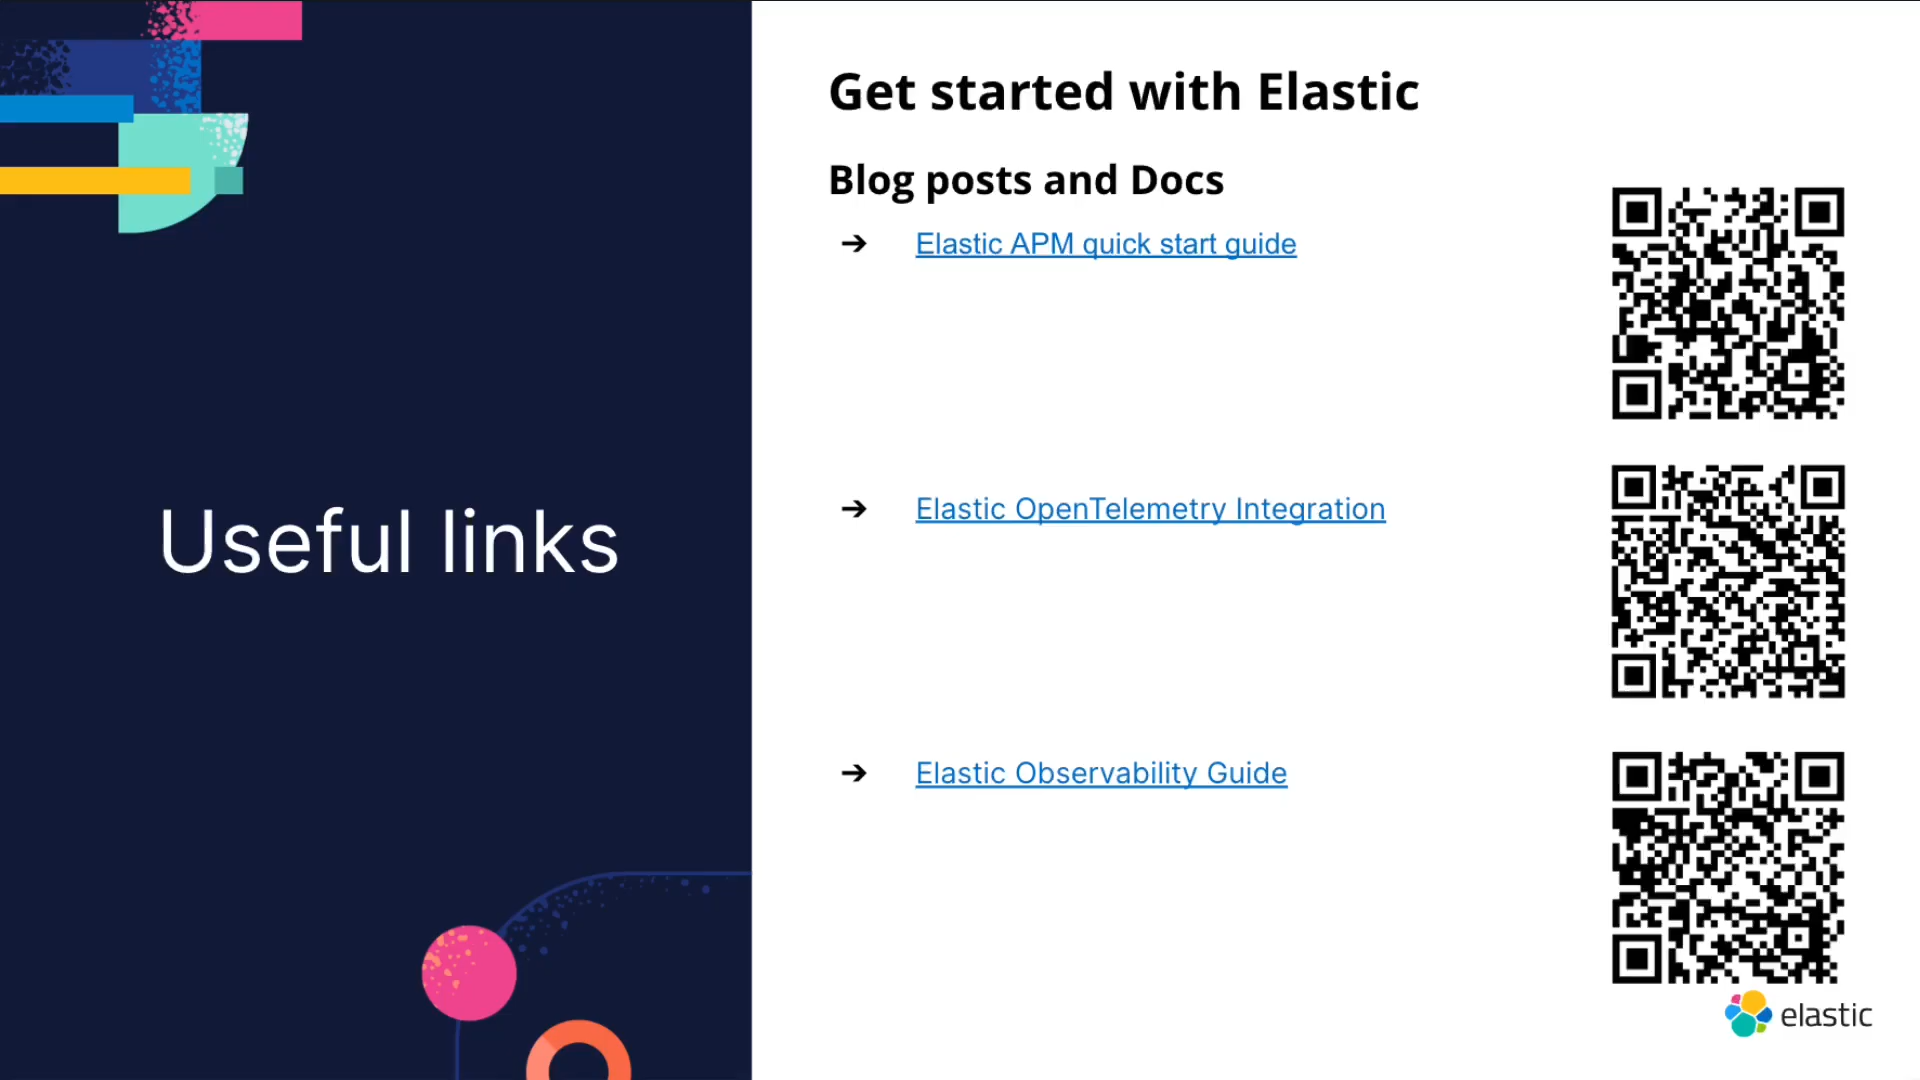 Useful links
Get started with Elastic
Blog posts and Docs
➔ Elastic APM quick start guide
➔ Elastic OpenTelemetry Integration
➔ Elastic Observability Guide
elastic